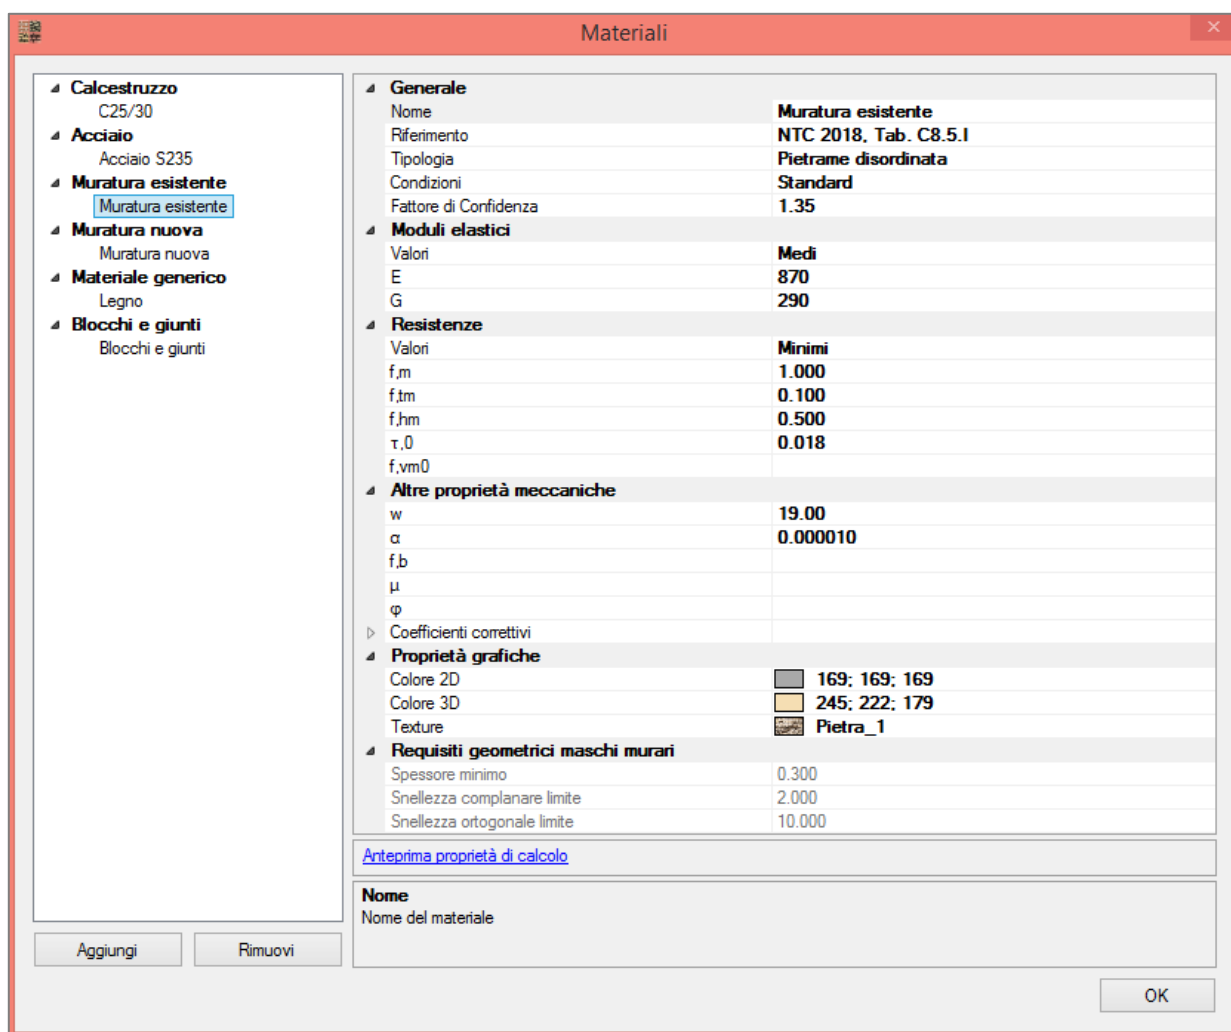 Materiali
Calcestruzzo
C25/30
Acciaio
Acciaio S235
Muratura esistente
Muratura esistente
Muratura nuova
Muratura nuova
Materiale generico
Legno
Blocchi e giunti
Blocchi e giunti
Aggiungi Rimuovi
Generale
Nome Muratura esistente
Riferimento NTC 2018, Tab. C8.5.I
Tipologia Pietrame disordinata
Condizioni Standard
Fattore di Confidenza 1.35
Moduli elastici
Valori Medi
E 870
G 290
Resistenze
Valori Minimi
f,m 1.000
f,tm 0.100
f,hm 0.500
τ,0 0.018
f,vm0
Altre proprietà meccaniche
w 19.00
α 0.000010
f,b
μ
φ
Coefficienti correttivi
Proprietà grafiche
Colore 2D 169; 169; 169
Colore 3D 245; 222; 179
Texture Pietra_1
Requisiti geometrici maschi murari
Spessore minimo 0.300
Snellezza complanare limite 2.000
Snellezza ortogonale limite 10.000
Anteprima proprietà di calcolo
Nome
Nome del materiale
OK